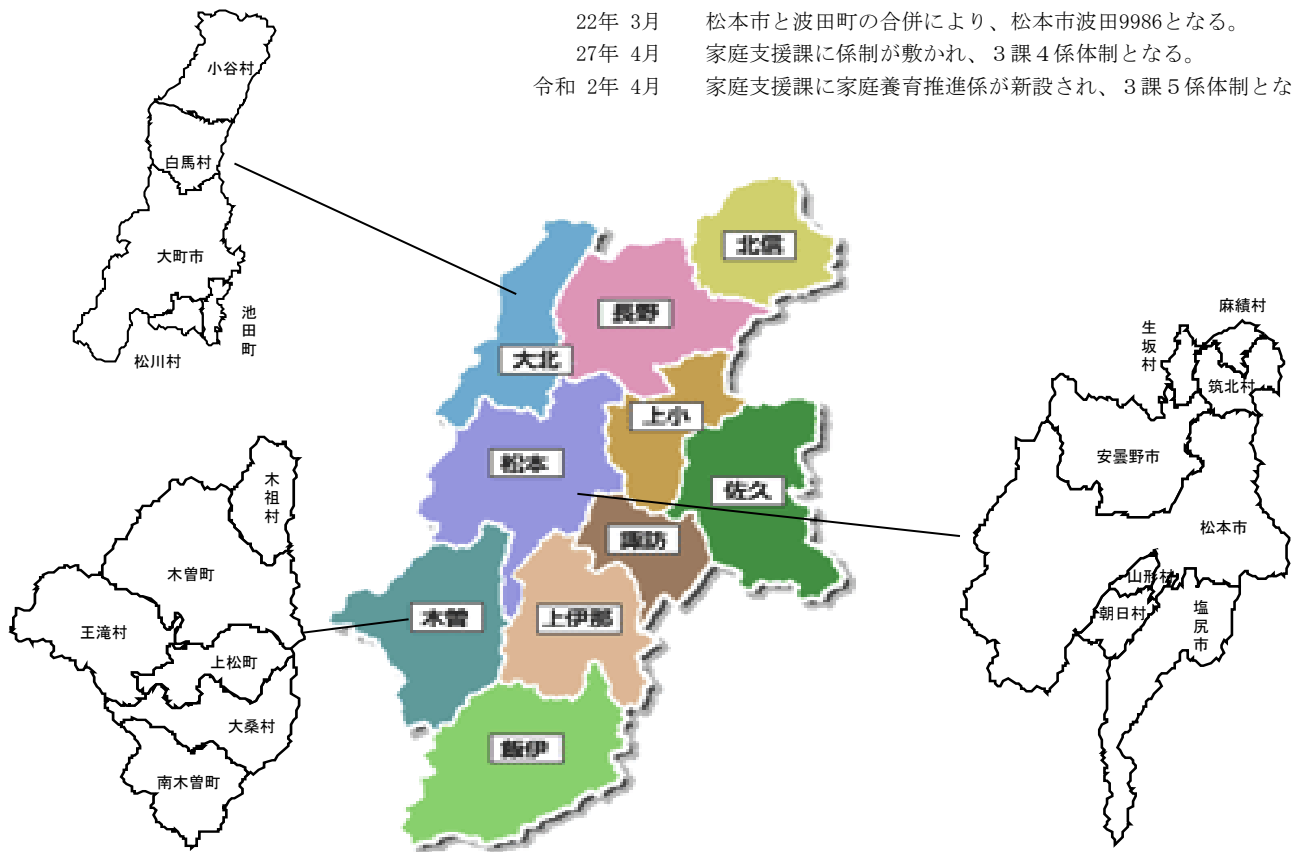 22年 3月 松本市と波田町の合併により、松本市波田9986となる。
27年 4月 家庭支援課に係制が敷かれ、３課４係体制となる。
令和 2年 4月 家庭支援課に家庭養育推進係が新設され、３課５係体制とな
小谷村
白馬村
大町市
池田町
松川村
北信
長野
大北
上小
松本
佐久
諏訪
木曽
上伊那
飯伊
麻績村
生坂村
筑北村
安曇野市
松本市
山形村
朝日村
塩尻市
木祖村
木曽町
王滝村
上松町
大桑村
南木曽町